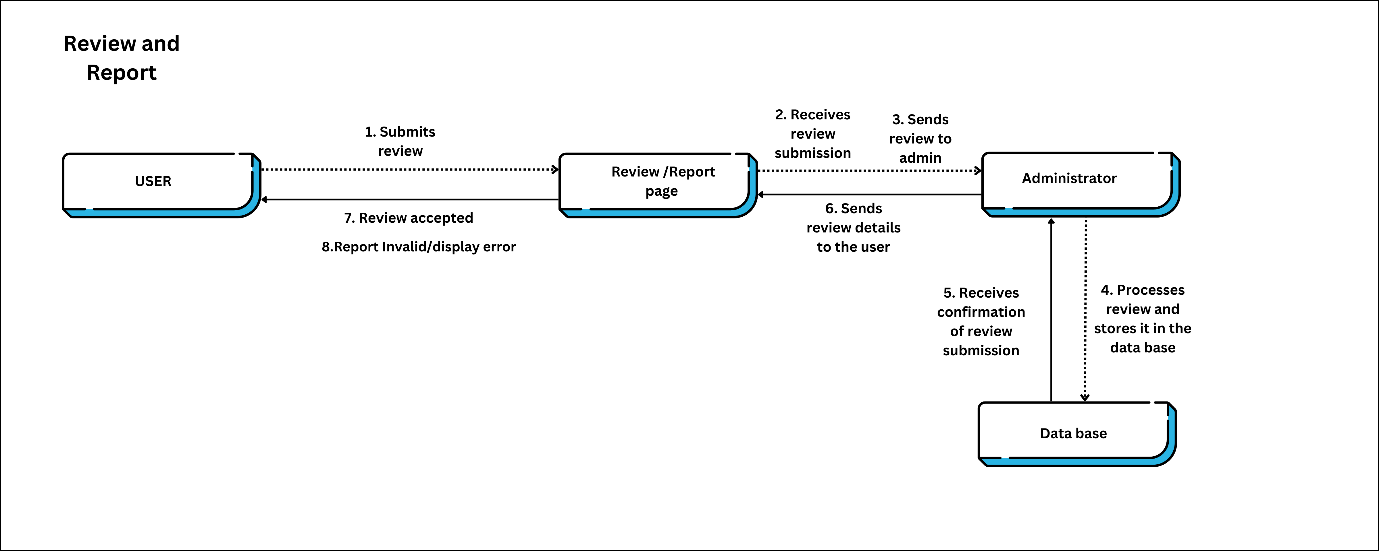 Review and
Report
1. Submits
review
2. Receives
review
submission
3. Sends
review to
admin
USER
Review /Report
page
Administrator
7. Review accepted
8.Report Invalid/display error
6. Sends
review details
to the user
5. Receives
confirmation
of review
submission
4. Processes
review and
stores it in the
data base
Data base